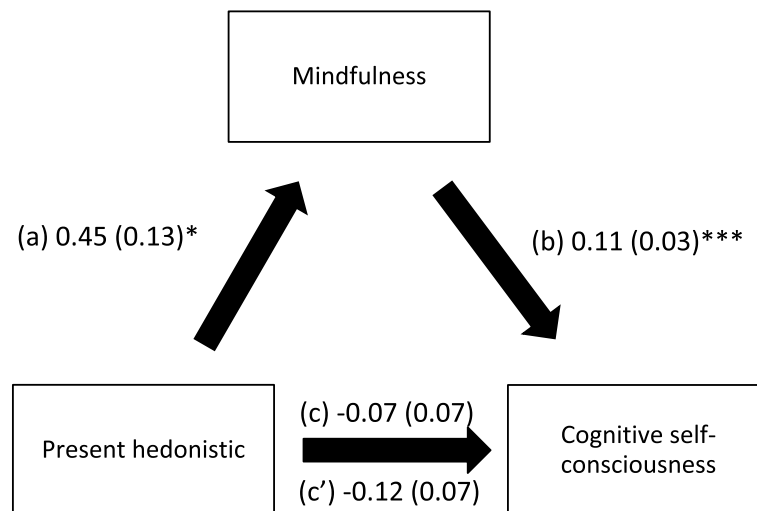 Mindfulness
(a) 0.45 (0.13)*
(b) 0.11 (0.03)***
(c) -0.07 (0.07)
Present hedonistic
Cognitive self-
consciousness
(c’) -0.12 (0.07)